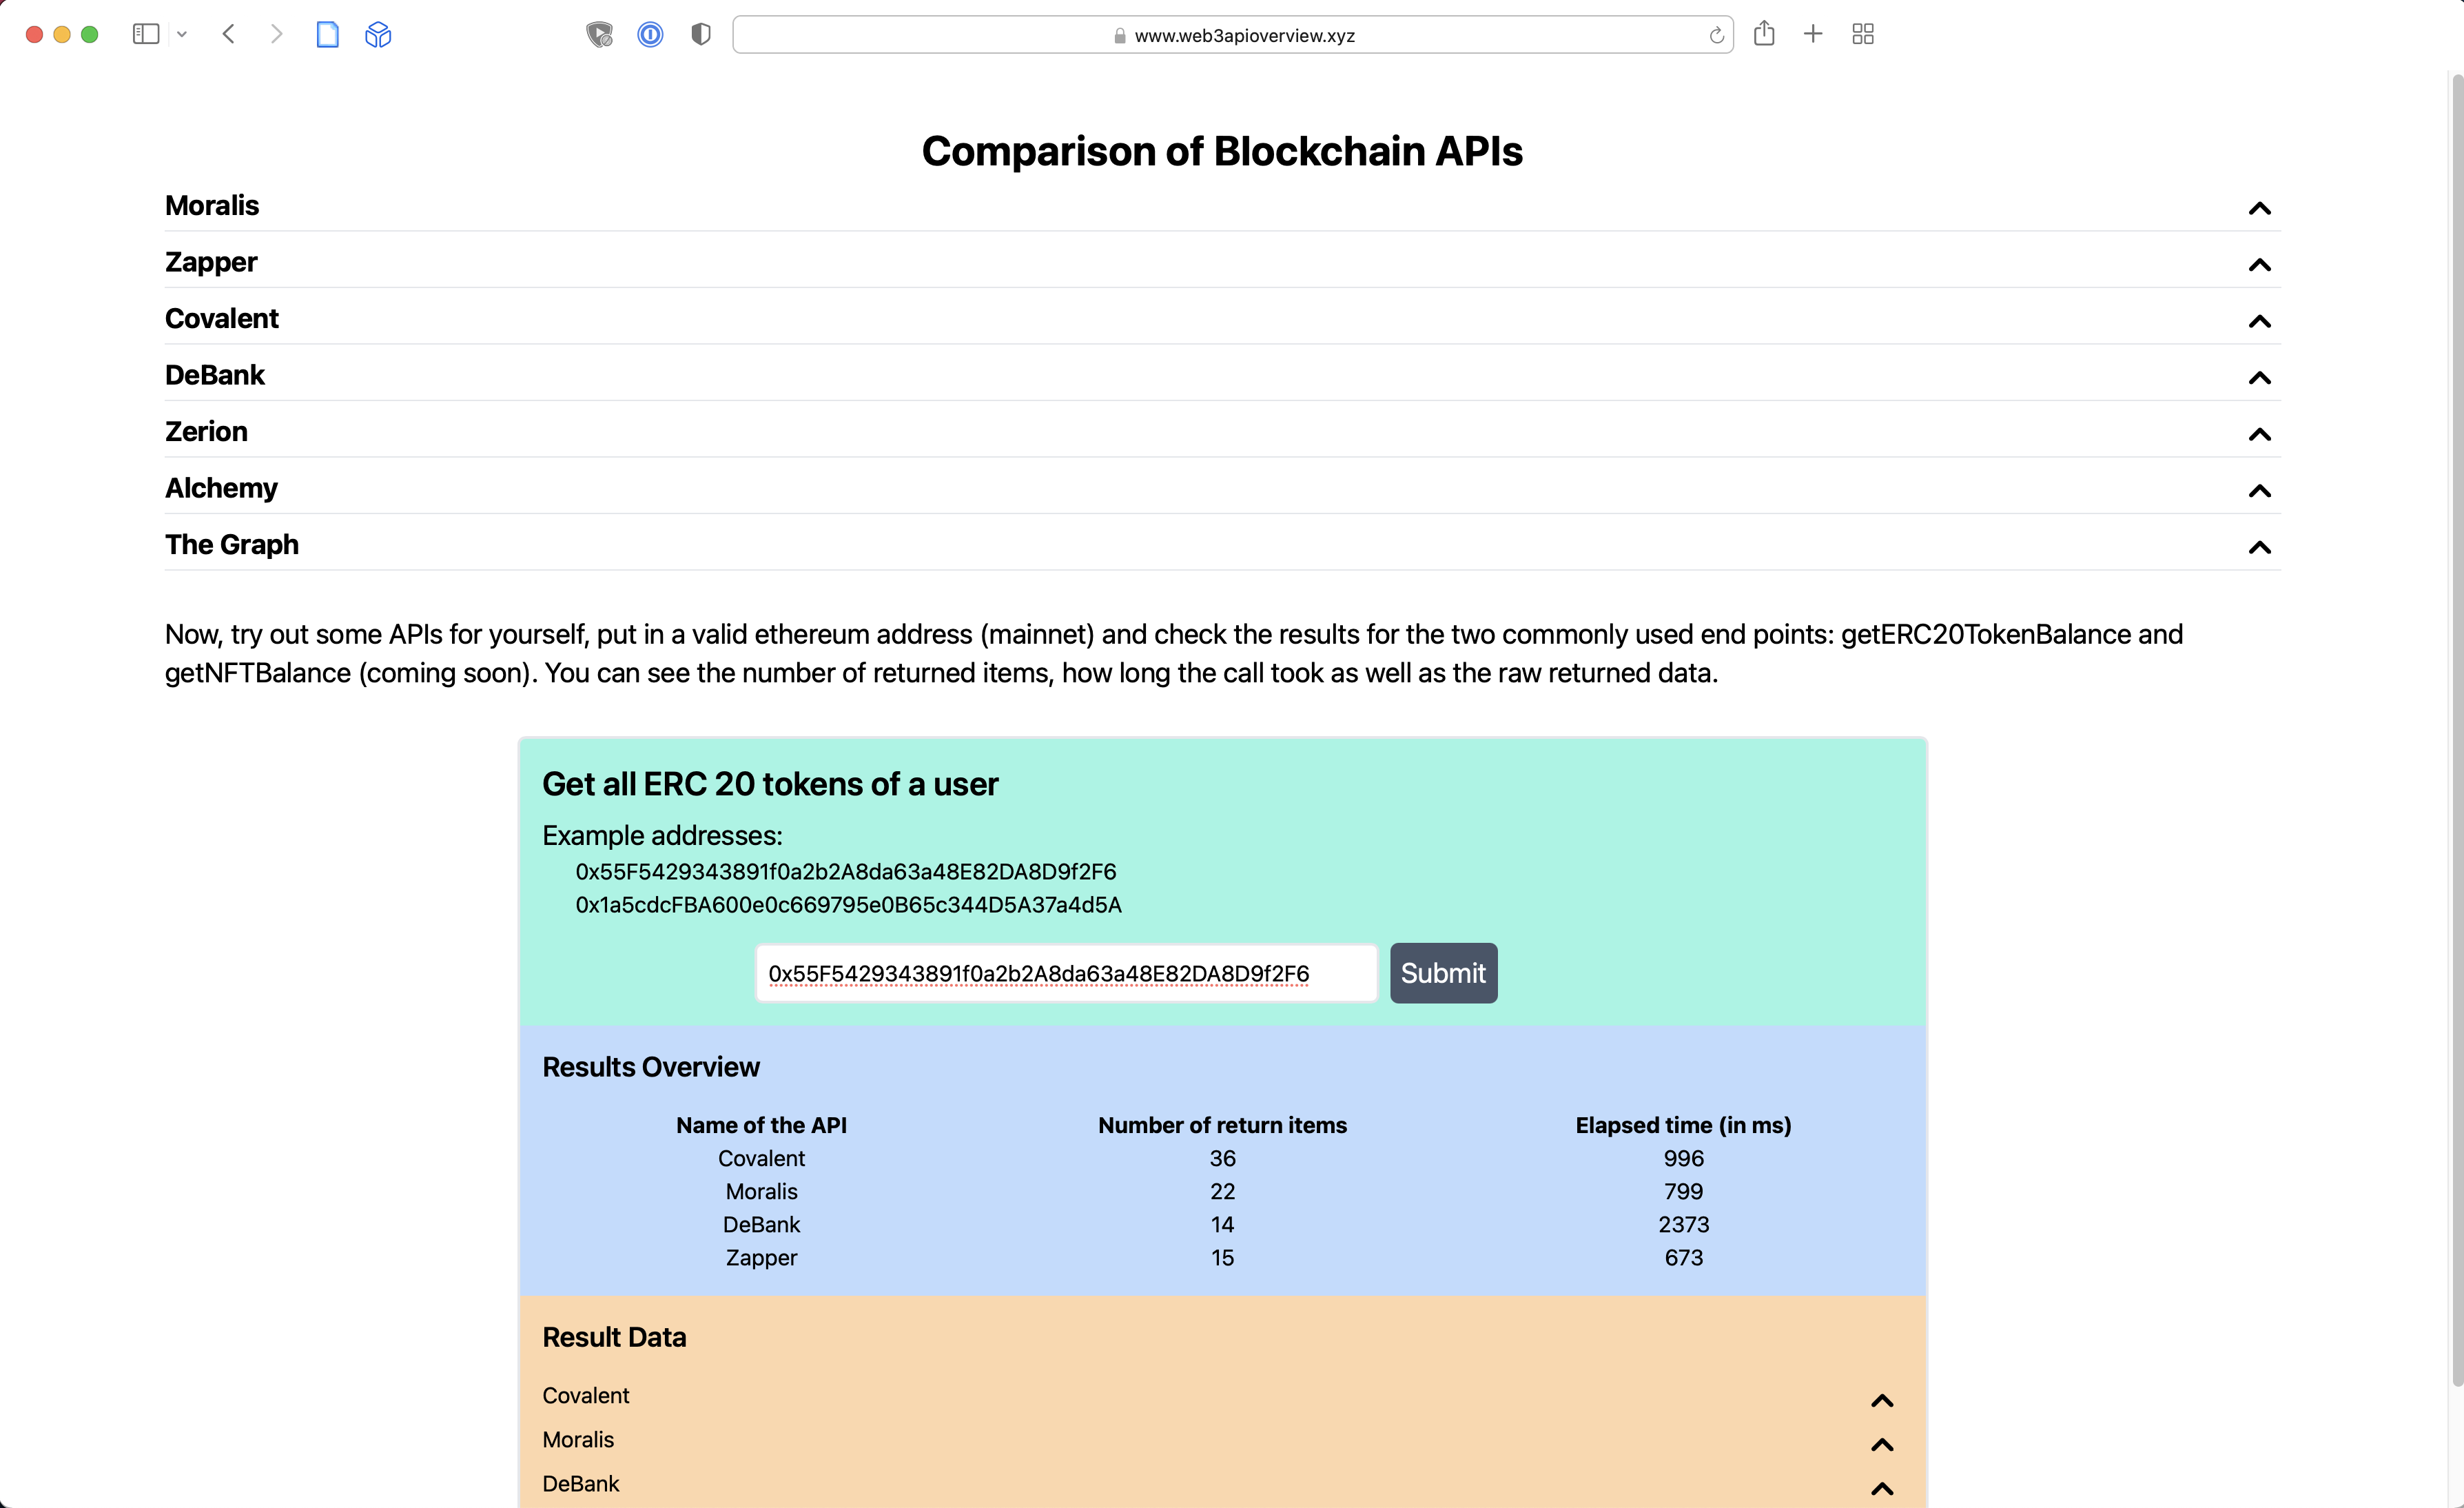 www.web3apioverview.xyz
Comparison of Blockchain APIs
Moralis
Zapper
Covalent
DeBank
Zerion
Alchemy
The Graph
Now, try out some APIs for yourself, put in a valid ethereum address (mainnet) and check the results for the two commonly used end points: getERC20TokenBalance and
getNFTBalance (coming soon). You can see the number of returned items, how long the call took as well as the raw returned data.
Get all ERC 20 tokens of a user
Example addresses:
0x55F5429343891f0a2b2A8da63a48E82DA8D9f2F6
0x1a5cdcFBA600e0c669795e0B65c344D5A37a4d5A
0x55F5429343891f0a2b2A8da63a48E82DA8D9f2F6 Submit
Results Overview
Name of the API Number of return items Elapsed time (in ms)
Covalent 36 996
Moralis 22 799
DeBank 14 2373
Zapper 15 673
Result Data
Covalent
Moralis
DeBank